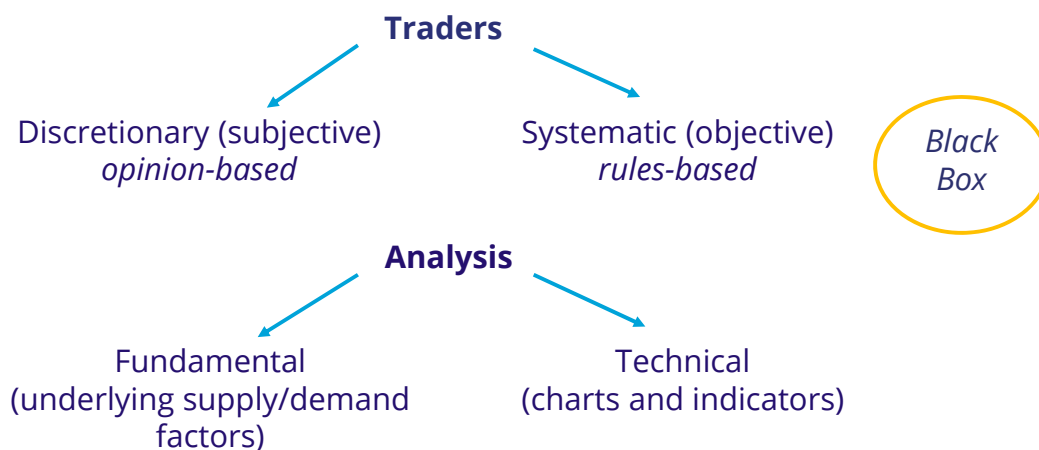 Traders
Discretionary (subjective)
opinion-based
Systematic (objective)
rules-based
Black
Box
Analysis
Fundamental
(underlying supply/demand
factors)
Technical
(charts and indicators)